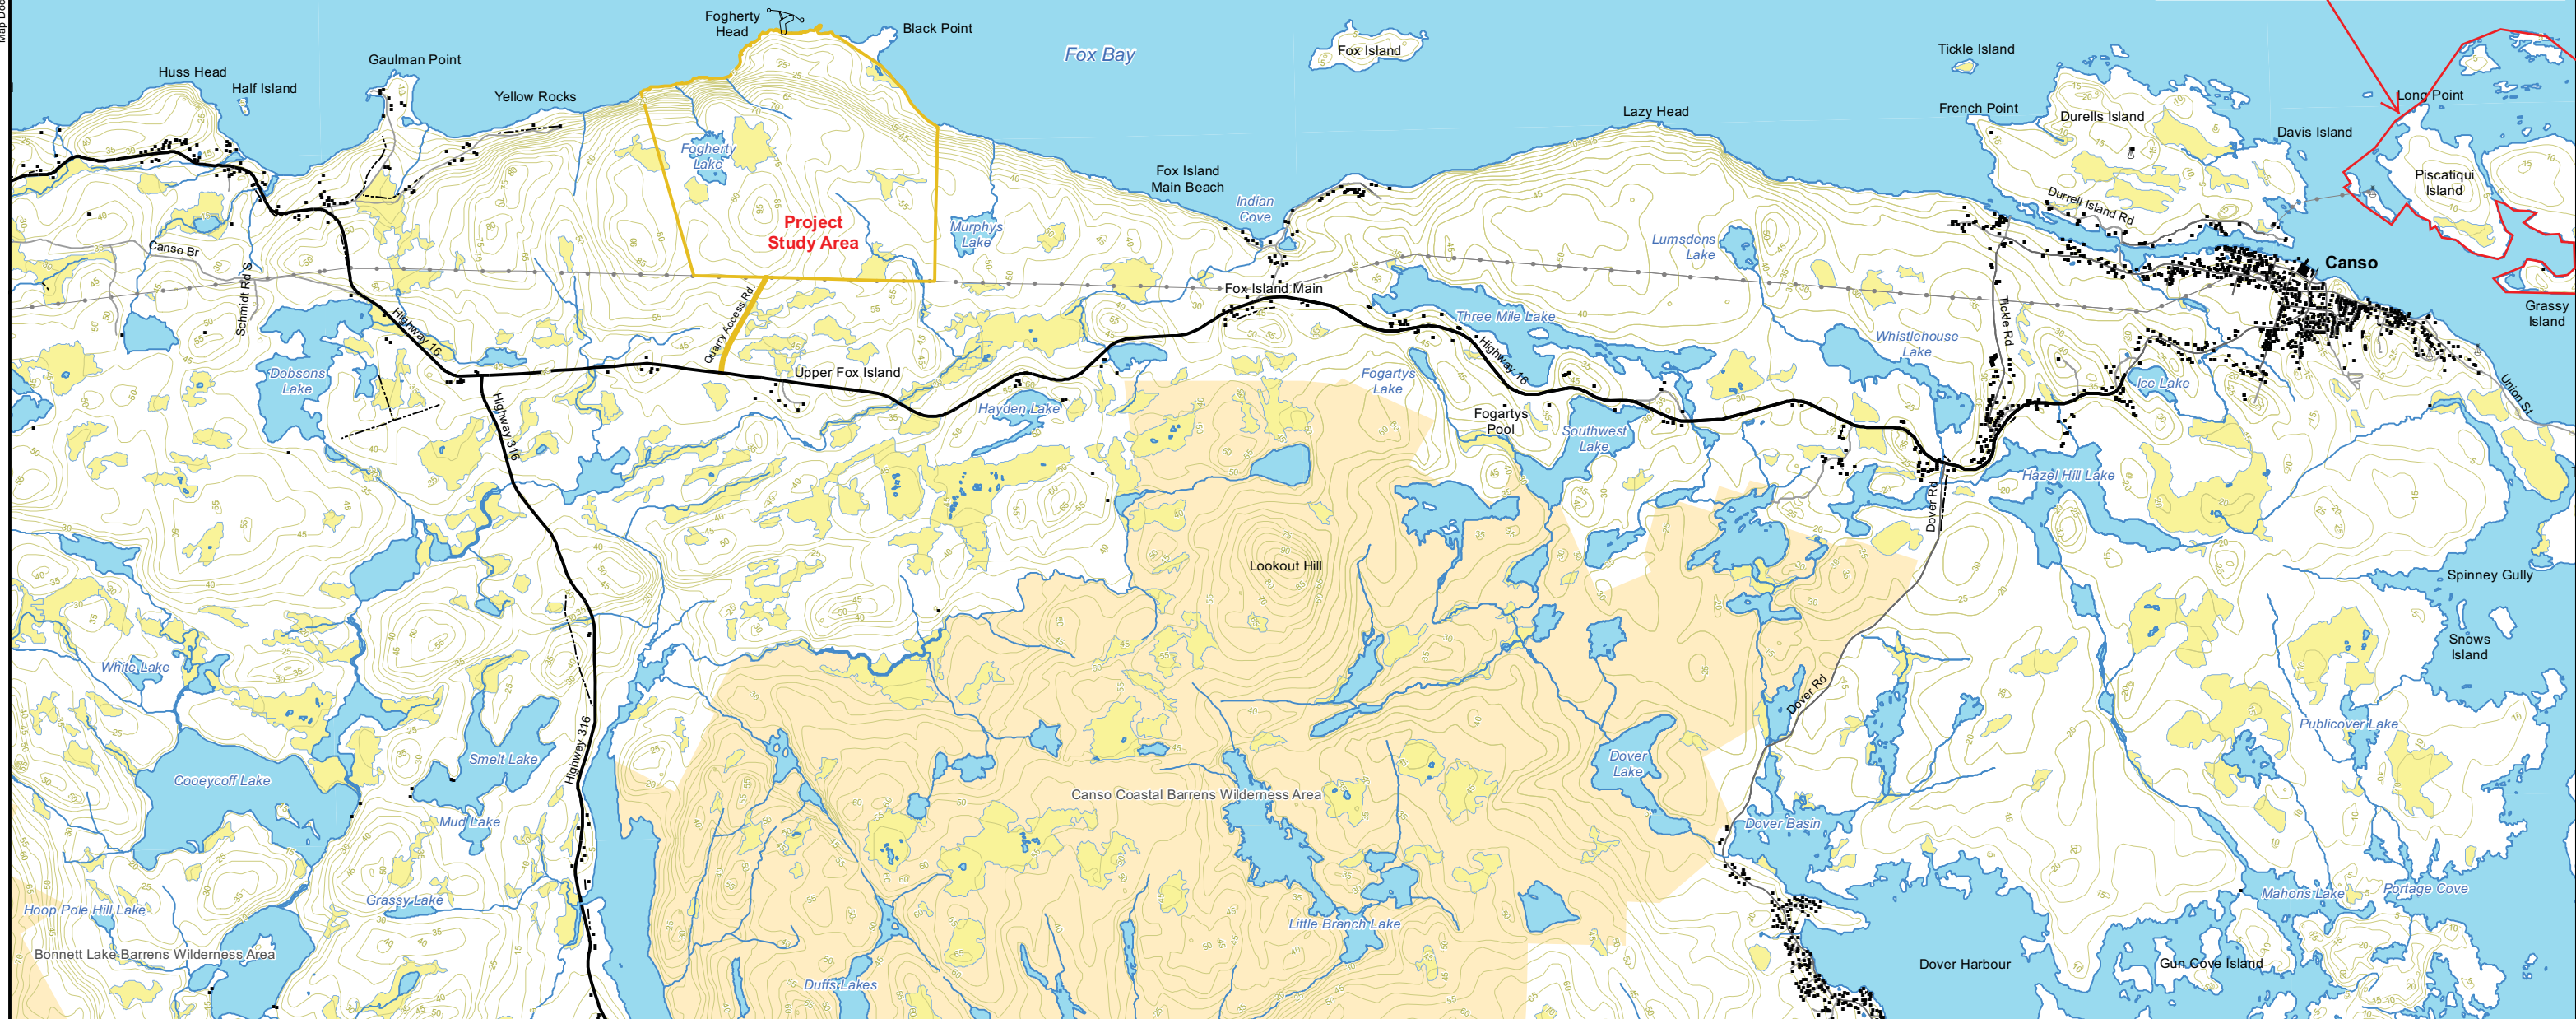 Map Doc
Fogherty
Head
Black Point
Fox Bay
Fox Island
Tickle Island
Gaulman Point
Huss Head
Half Island
Yellow Rocks
Long Point
French Point
Durells Island
Lazy Head
Davis Island
Fogherty
Lake
Fox Island
Main Beach
Piscatiqui
Island
Indian
Cove
Durrell Island Rd
Project
Study Area
Murphys
Lake
Lumsdens
Lake
Canso Br
Canso
Schmidt Rd S
Fox Island Main
Grassy
Island
Quarry Access Rd
Highway 16
Three Mile Lake
Tickle Rd
Whistlehouse
Lake
Highway 16
Dobsons
Lake
Upper Fox Island
Fogartys
Lake
Ice Lake
Union St
Hayden Lake
Highway 316
Fogartys
Pool
Southwest
Lake
Hazel Hill Lake
Dover Rd
Lookout Hill
Spinney Gully
Snows
Island
White Lake
Dover Rd
Publicover Lake
Highway 316
Smelt Lake
Dover
Lake
Cooeycoff Lake
Canso Coastal Barrens Wilderness Area
Mud Lake
Dover Basin
Grassy Lake
Portage Cove
Mahons Lake
Hoop Pole Hill Lake
Little Branch Lake
Bonnett Lake Barrens Wilderness Area
Dover Harbour
Gun Cove Island
Duffs Lakes